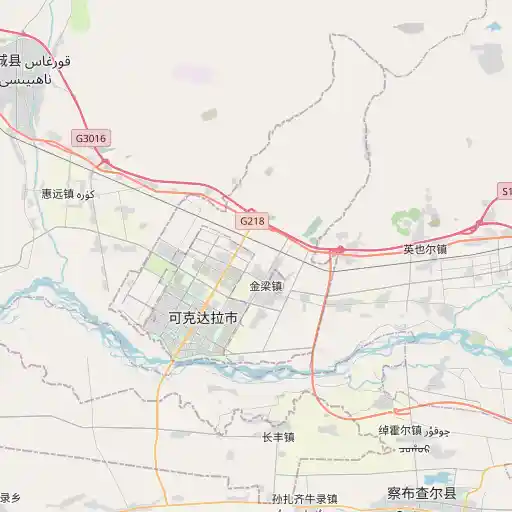 城县 قورغاس
ناھىيىسى
G3016
惠远镇 كۈرە
G218
S1
英也尔镇
金梁镇
可克达拉市
绰霍尔镇 چوقۇر
长丰镇
察布查尔县
录乡
孙扎齐牛录镇